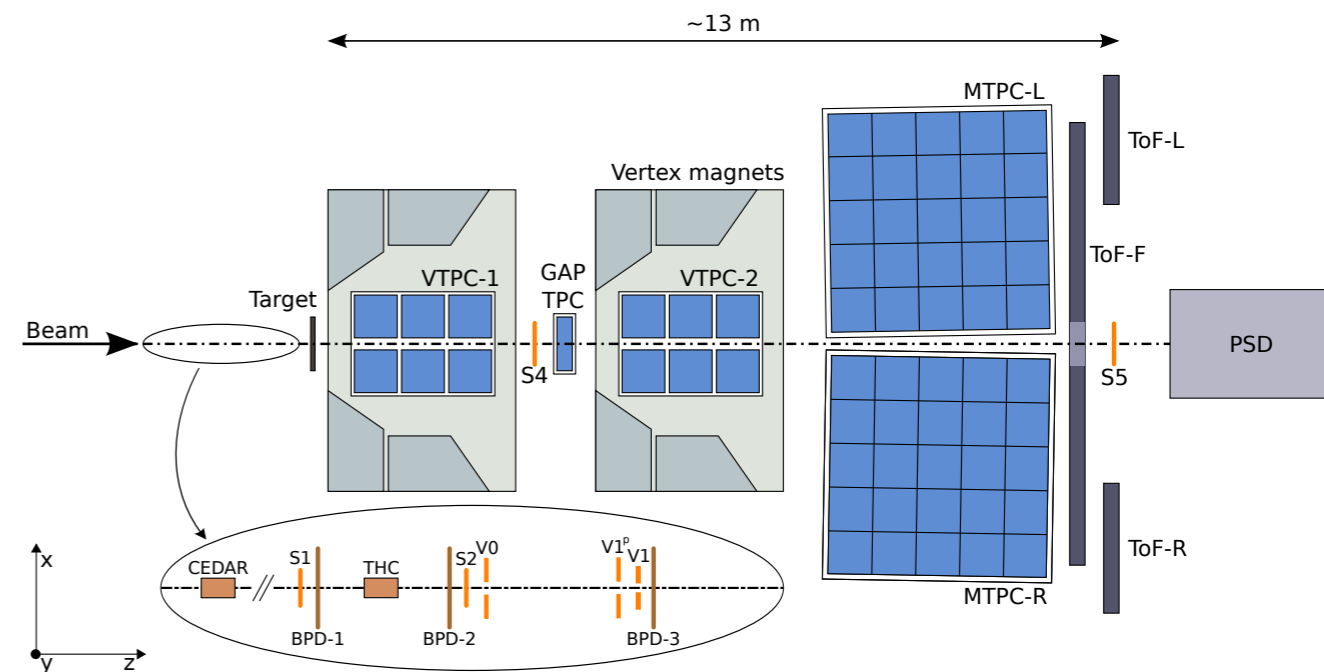 ~13 m
MTPC-L
ToF-L
Vertex magnets
ToF-F
VTPC-1
GAP
TPC
VTPC-2
Target
Beam
S4
S5
PSD
x
y
z
CEDAR
S1
THC
S2
V0
V1p
V1
BPD-1
BPD-2
BPD-3
ToF-R
MTPC-R